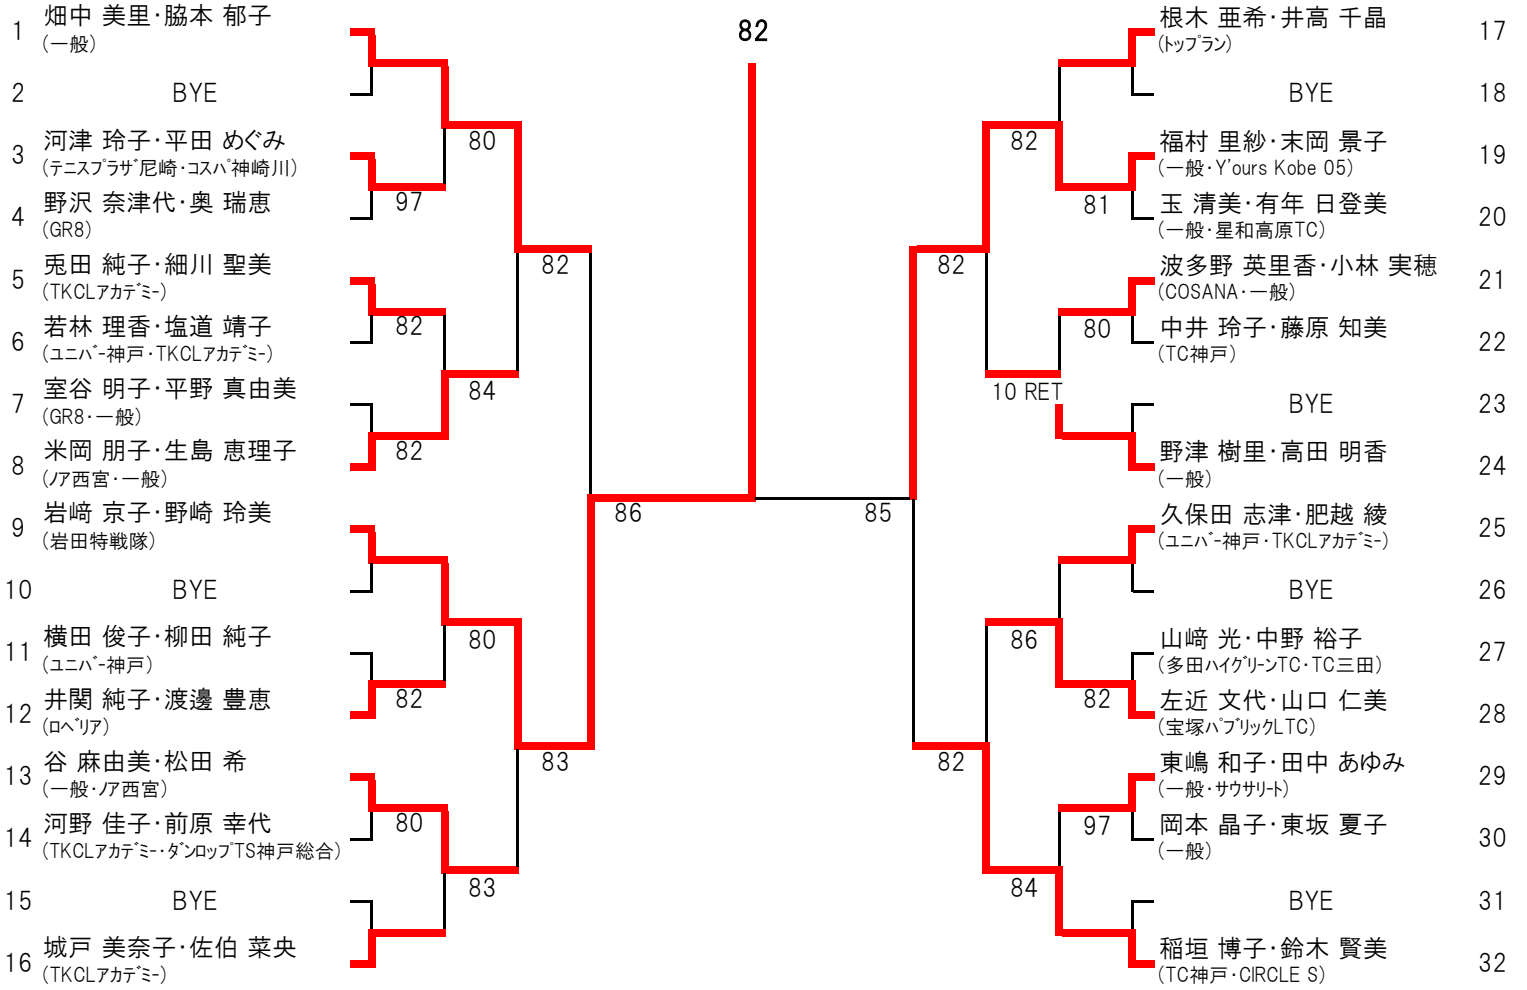 1 畑中 美里・脇本 郁子
(一般)
2 BYE
3 河津 玲子・平田 めぐみ
(テニスプラザ尼崎・コスパ神崎川)
4 野沢 奈津代・奥 瑞恵
(GR8)
5 兎田 純子・細川 聖美
(TKCLアカデミー)
6 若林 理香・塩道 靖子
(ユニバー神戸・TKCLアカデミー)
7 室谷 明子・平野 真由美
(GR8・一般)
8 米岡 朋子・生島 恵理子
(ノア西宮・一般)
9 岩﨑 京子・野崎 玲美
(岩田特戦隊)
10 BYE
11 横田 俊子・柳田 純子
(ユニバー神戸)
12 井関 純子・渡邊 豊恵
(ロペリア)
13 谷 麻由美・松田 希
(一般・ノア西宮)
14 河野 佳子・前原 幸代
(TKCLアカデミー・ダンロップTS神戸総合)
15 BYE
16 城戸 美奈子・佐伯 菜央
(TKCLアカデミー)
97
82
82
82
80
80
84
80
83
82
83
86
82
85
82
82
82
10 RET
86
84
81
80
82
97
根木 亜希・井高 千晶 17
(トップラン)
BYE 18
福村 里紗・末岡 景子 19
(一般・Y'ours Kobe 05)
玉 清美・有年 日登美 20
(一般・星和高原TC)
波多野 英里香・小林 実穂 21
(COSANA・一般)
中井 玲子・藤原 知美 22
(TC神戸)
BYE 23
野津 樹里・高田 明香 24
(一般)
久保田 志津・肥越 綾 25
(ユニバー神戸・TKCLアカデミー)
BYE 26
山﨑 光・中野 裕子 27
(多田ハイグリーンTC・TC三田)
左近 文代・山口 仁美 28
(宝塚パブリックLTC)
東嶋 和子・田中 あゆみ 29
(一般・サウサリート)
岡本 晶子・東坂 夏子 30
(一般)
BYE 31
稲垣 博子・鈴木 賢美 32
(TC神戸・CIRCLE S)